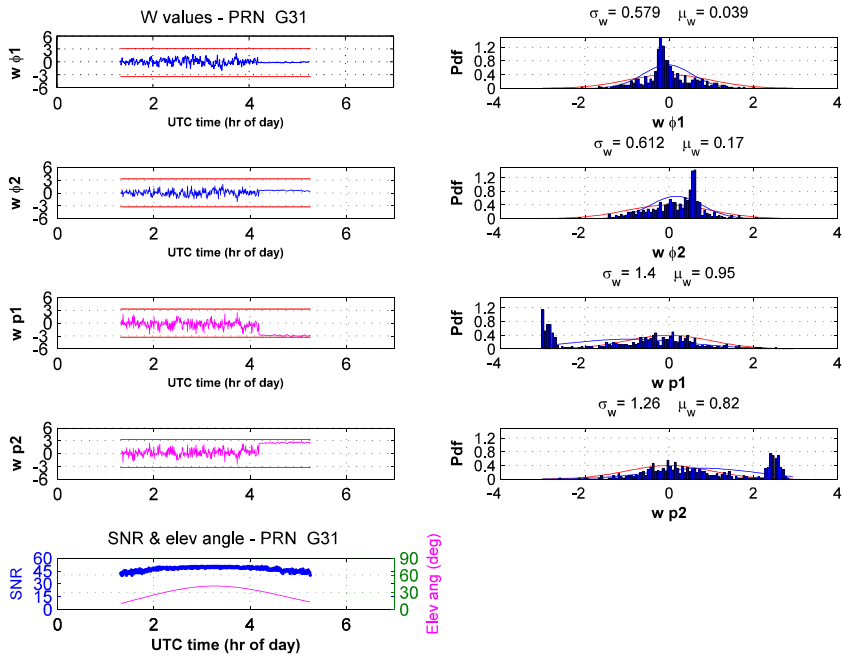 W values - PRN G31
6
3
0
-3
-6
w ϕ1
0 2 4 6
UTC time (hr of day)
σw= 0.579 μw= 0.039
1.2
0.8
0.4
0
Pdf
-4 -2 0 2 4
w ϕ1
6
3
0
-3
-6
w ϕ2
0 2 4 6
UTC time (hr of day)
σw= 0.612 μw= 0.17
1.2
0.8
0.4
0
Pdf
-4 -2 0 2 4
w ϕ2
6
3
0
-3
-6
w p1
0 2 4 6
UTC time (hr of day)
σw= 1.4 μw= 0.95
1.2
0.8
0.4
0
Pdf
-4 -2 0 2 4
w p1
6
3
0
-3
-6
w p2
0 2 4 6
σw= 1.26 μw= 0.82
1.2
0.8
0.4
0
Pdf
-4 -2 0 2 4
w p2
SNR & elev angle - PRN G31
60
45
30
15
0
SNR
90
60
30
0
Elev ang (deg)
0 2 4 6
UTC time (hr of day)